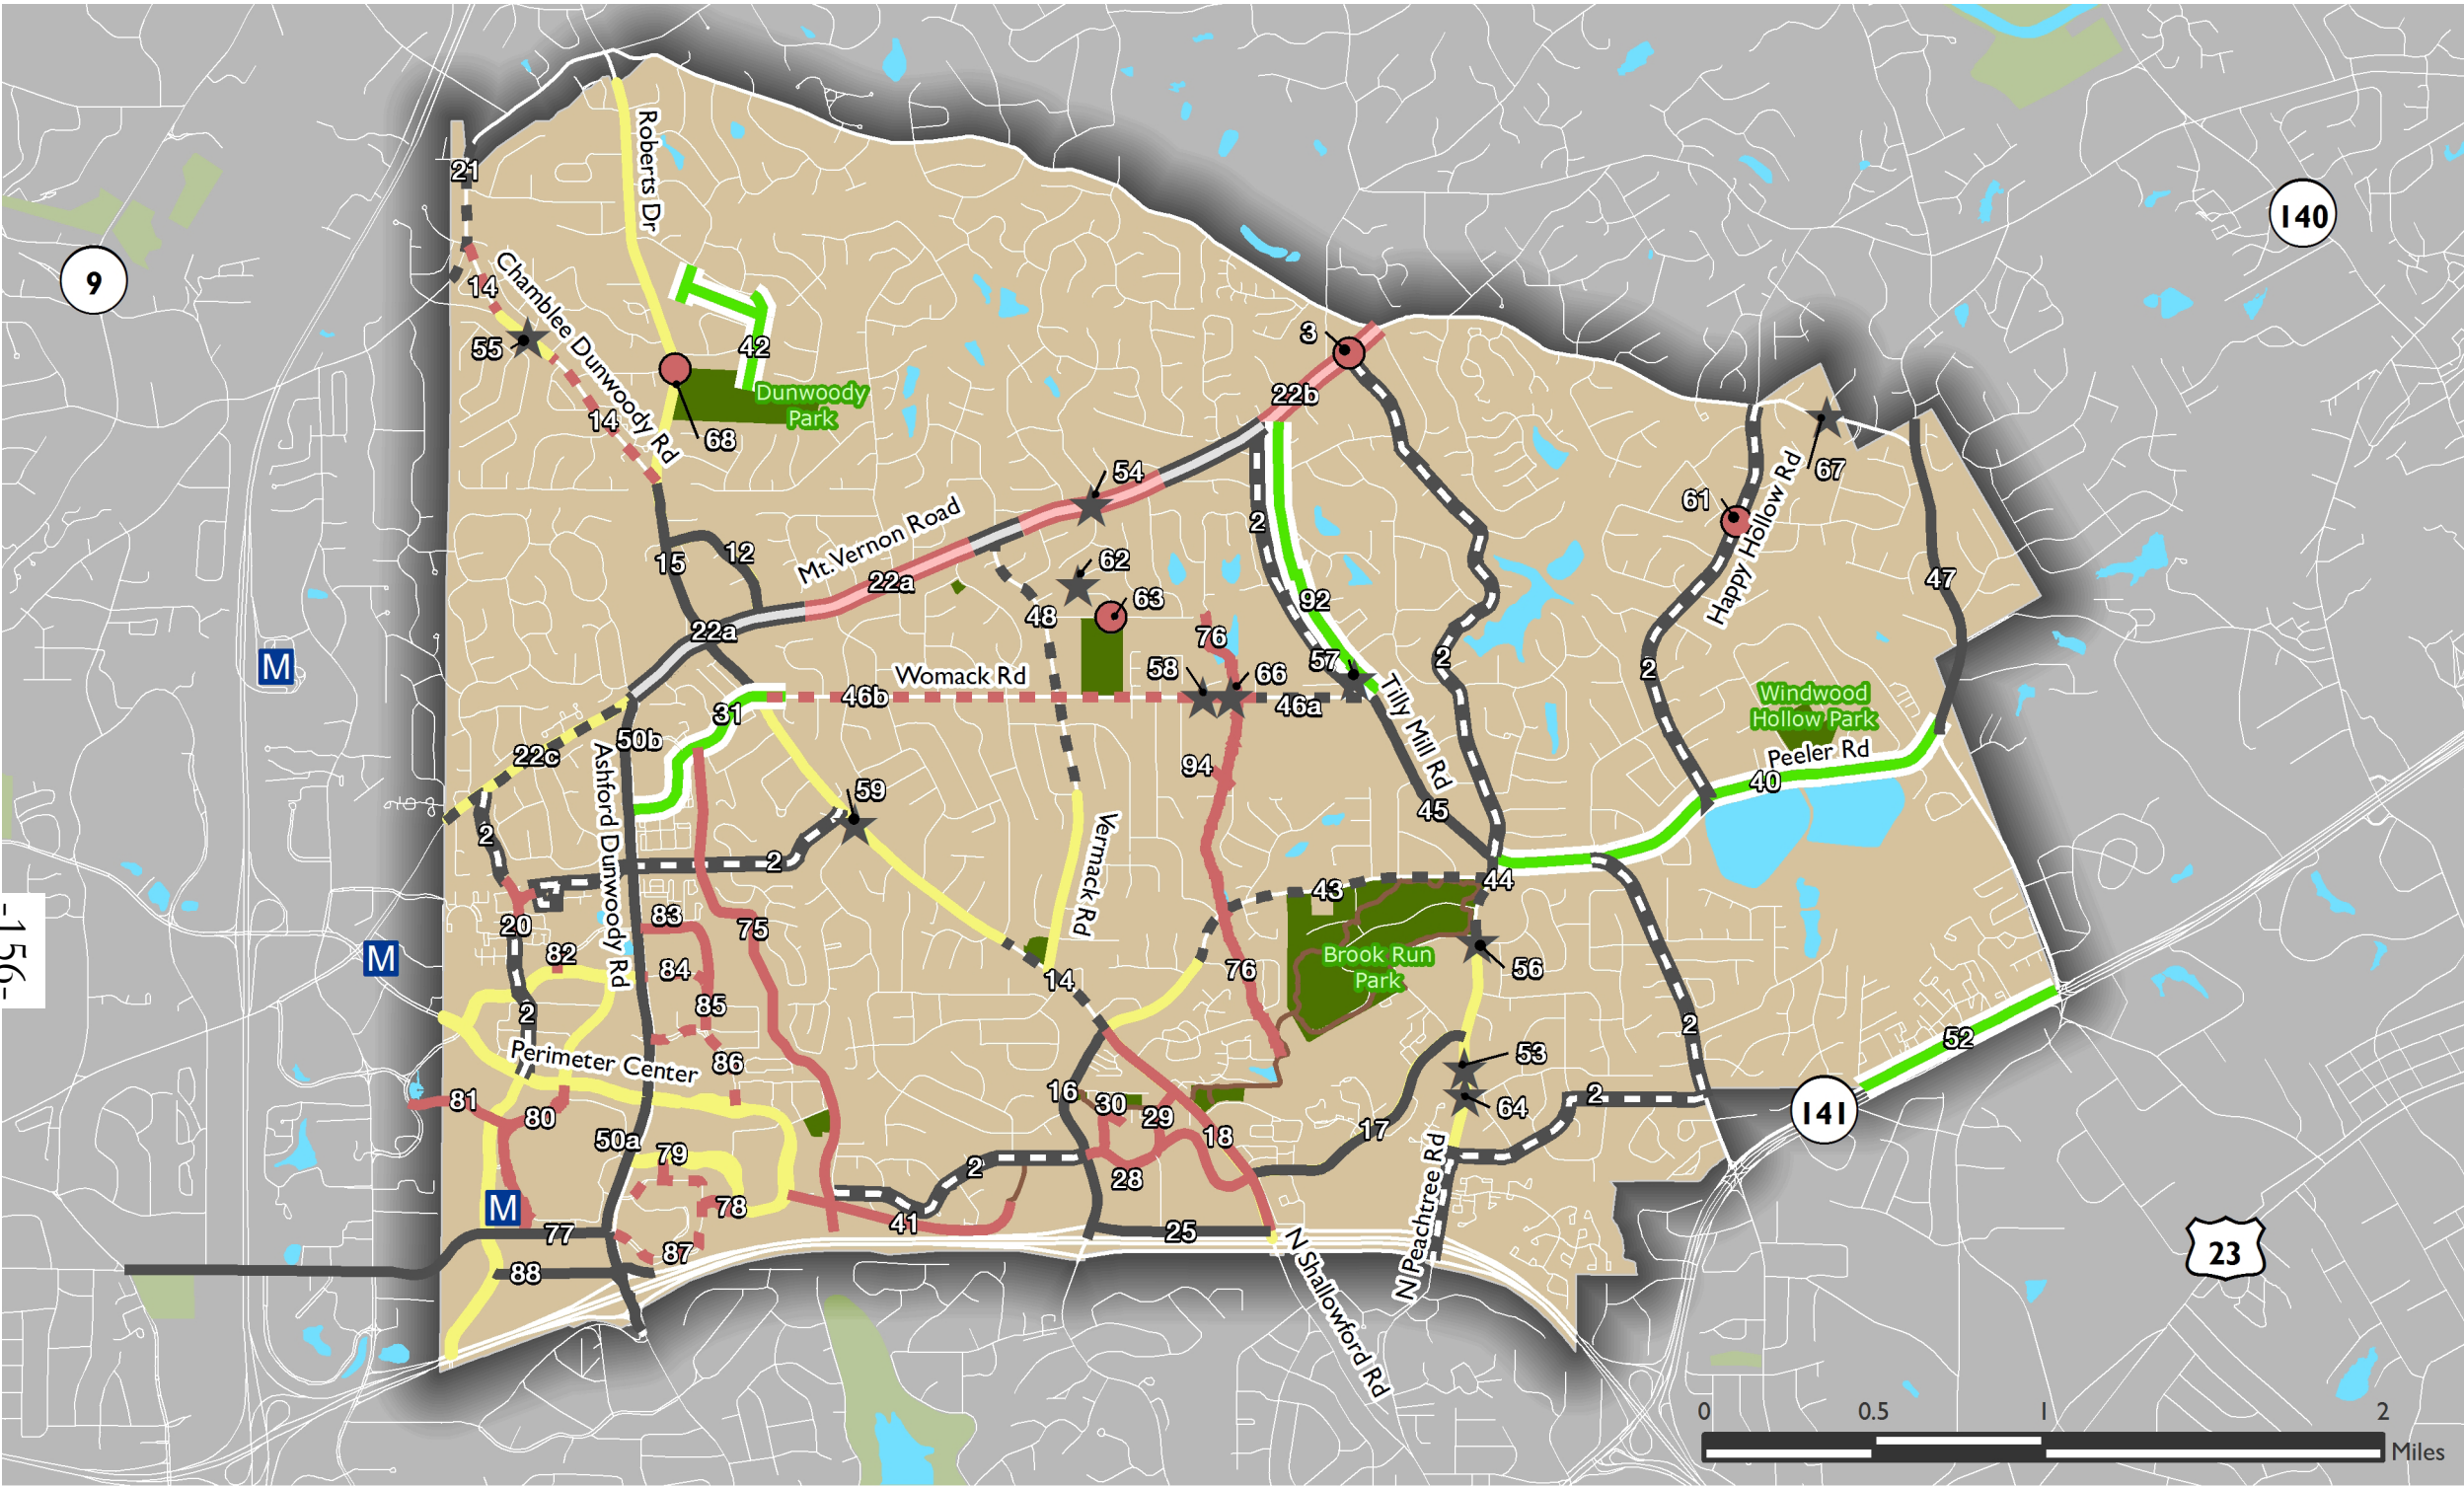 140
21
Roberts Dr
9
14
Chamblee Dunwoody Rd
55
42
3
Dunwoody
Park
22b
14
68
54
67
61
Happy Hollow Rd
2
Mt.Vernon Road
15
12
22a
62
63
48
92
47
22a
76
58
57
66
2
2
Womack Rd
46b
46a
Tilly Mill Rd
Windwood
Hollow Park
31
50b
22c
Ashford Dunwoody Rd
94
Peeler Rd
40
59
45
2
2
Vermack Rd
44
43
20
83
75
82
84
76
Brook Run
Park
56
-156-
M
M
14
85
2
2
Perimeter Center
86
53
52
16
81
80
30
29
64
2
141
18
17
50a
79
2
28
N Peachtree Rd
M
78
41
77
25
87
88
N Shallowford Rd
23
0
0.5
1
2
Miles